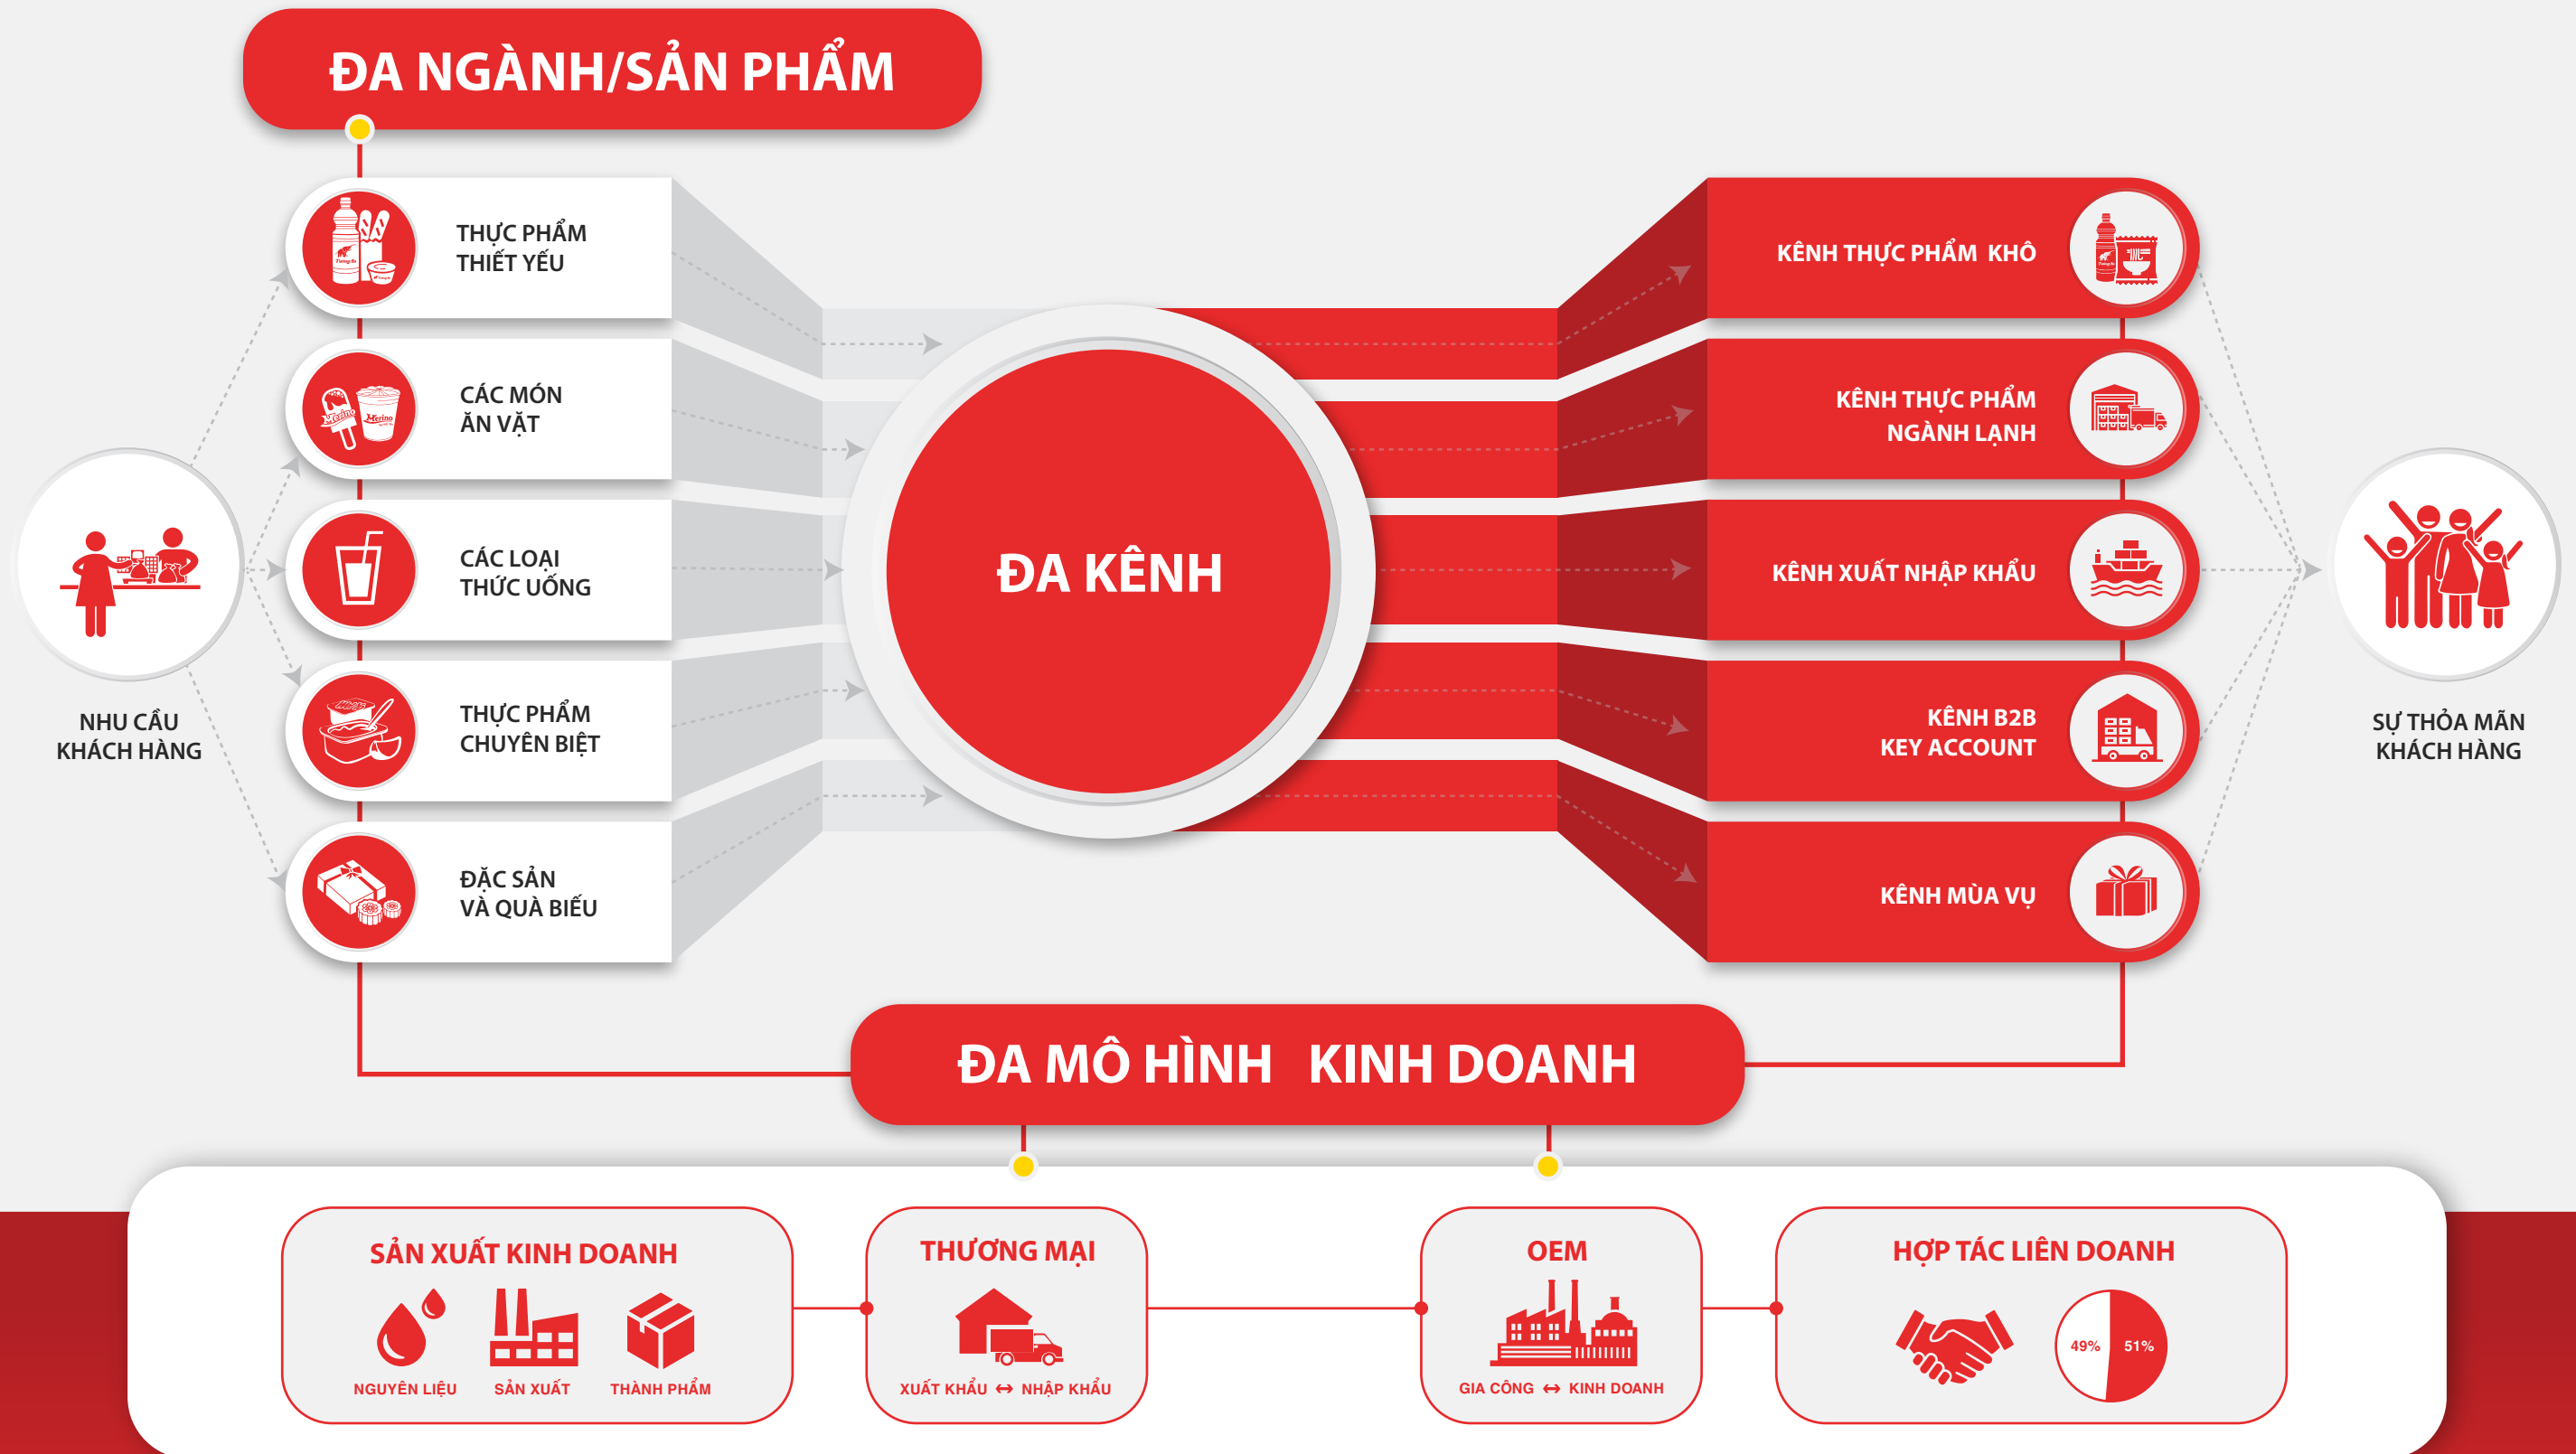 ĐA NGÀNH/SẢN PHẨM
THỰC PHẨM
THIẾT YẾU
CÁC MÓN
ĂN VẶT
Merino
Merino
CÁC LOẠI
THỨC UỐNG
THỰC PHẨM
CHUYÊN BIỆT
ĐẶC SẢN
VÀ QUÀ BIẾU
NHU CẦU
KHÁCH HÀNG
ĐA KÊNH
KÊNH THỰC PHẨM KHÔ
KÊNH THỰC PHẨM
NGÀNH LẠNH
KÊNH XUẤT NHẬP KHẨU
KÊNH B2B
KEY ACCOUNT
KÊNH MÙA VỤ
SỰ THỎA MÃN
KHÁCH HÀNG
ĐA MÔ HÌNH KINH DOANH
SẢN XUẤT KINH DOANH
NGUYÊN LIỆU
SẢN XUẤT
THÀNH PHẨM
THƯƠNG MẠI
XUẤT KHẨU ↔ NHẬP KHẨU
OEM
GIA CÔNG ↔ KINH DOANH
HỢP TÁC LIÊN DOANH
49%
51%